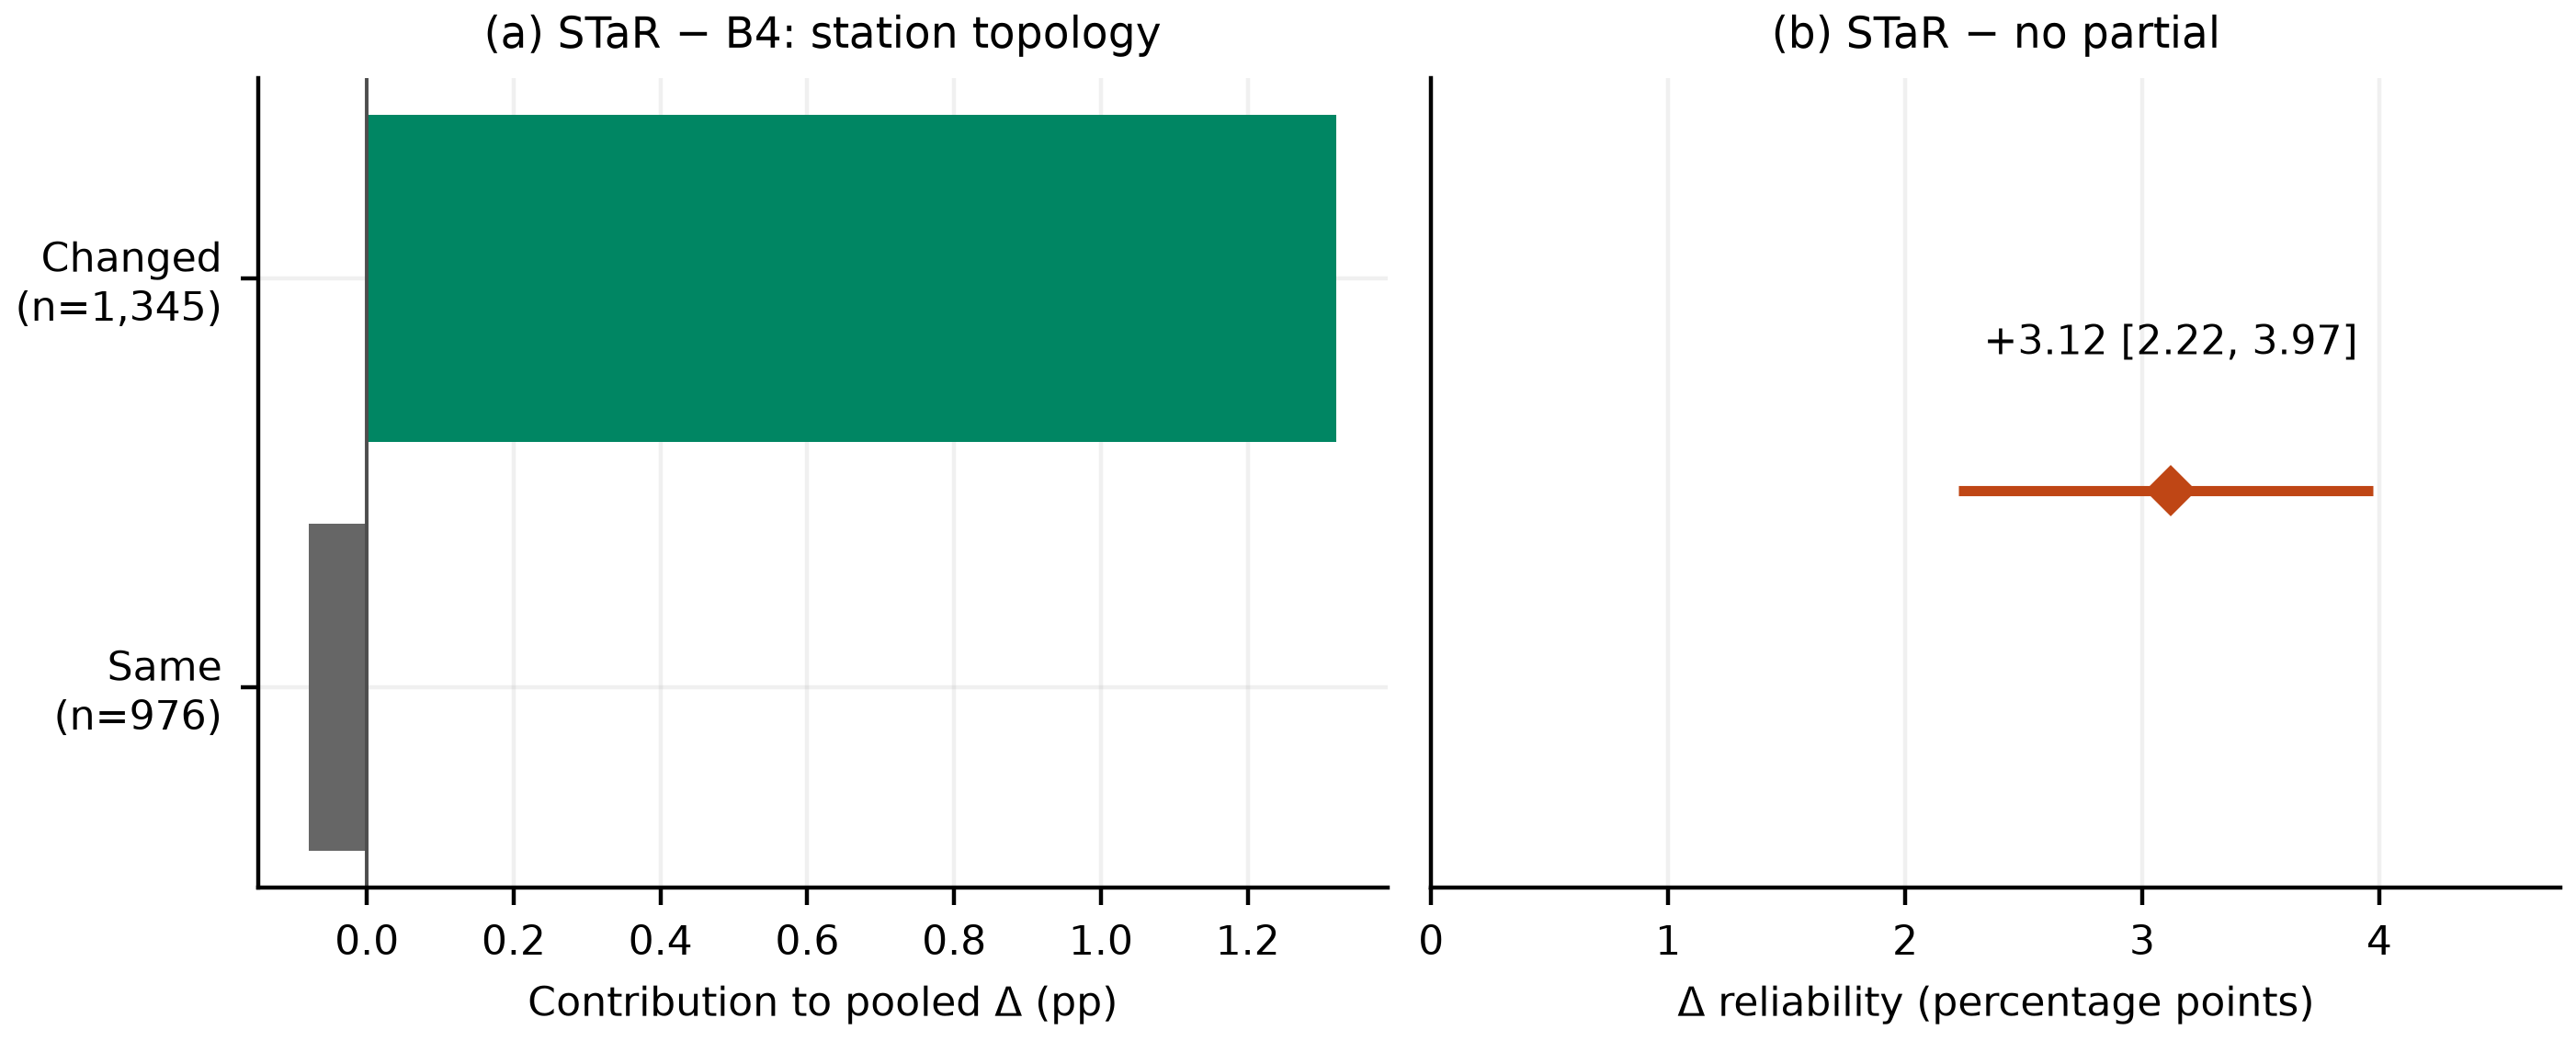 (a) STaR − B4: station topology
Changed
(n=1,345)
Same
(n=976)
0.0 0.2 0.4 0.6 0.8 1.0 1.2
Contribution to pooled Δ (pp)
(b) STaR − no partial
+3.12 [2.22, 3.97]
0 1 2 3 4
Δ reliability (percentage points)